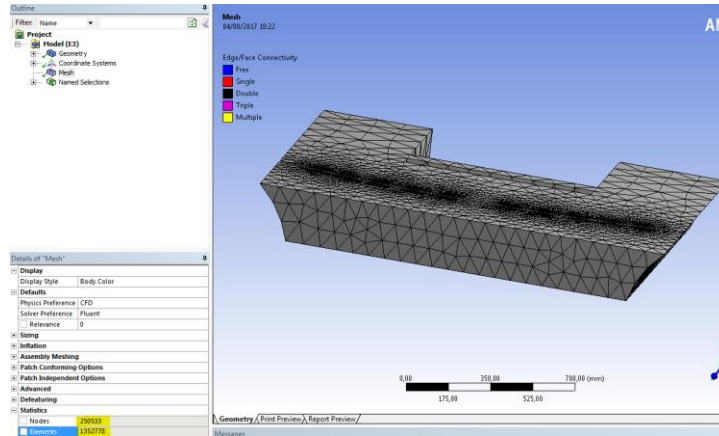 Outline
Filter: Name
Project
Model (E3)
Geometry
Coordinate Systems
Mesh
Named Selections
Details of "Mesh"
Display
Display Style Body Color
Defaults
Physics Preference CFD
Solver Preference Fluent
Relevance 0
Sizing
Inflation
Assembly Meshing
Patch Conforming Options
Patch Independent Options
Advanced
Defeaturing
Statistics
Nodes 250533
Elements 1352778
Mesh
04/08/2017 10:22
Edge/Face Connectivity
Free
Single
Double
Triple
Multiple
AN
0,00 350,00 700,00 (mm)
175,00 525,00
Geometry Print Preview Report Preview
Messages